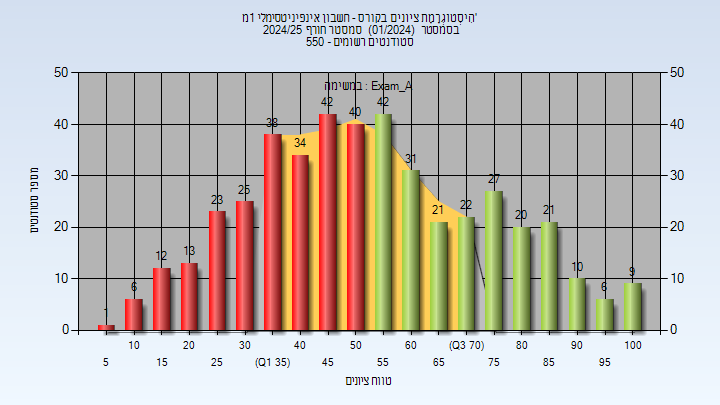 היסטוגרמת ציונים בקורס - חשבון אינפיניטסימלי 1מ'
בסמסטר (01/2024) סמסטר חורף 2024/25
סטודנטים רשומים - 550
במשימה : Exam_A
מספר סטודנטים
50 50
40 40
30 30
20 20
10 10
0 0
1 6 12 13 23 25 38 34 42 40 42 31 21 22 27 20 21 10 6 9
10 20 30 40 50 60 (Q3 70) 80 90 100
5 15 25 (Q1 35) 45 55 65 75 85 95
טווח ציונים